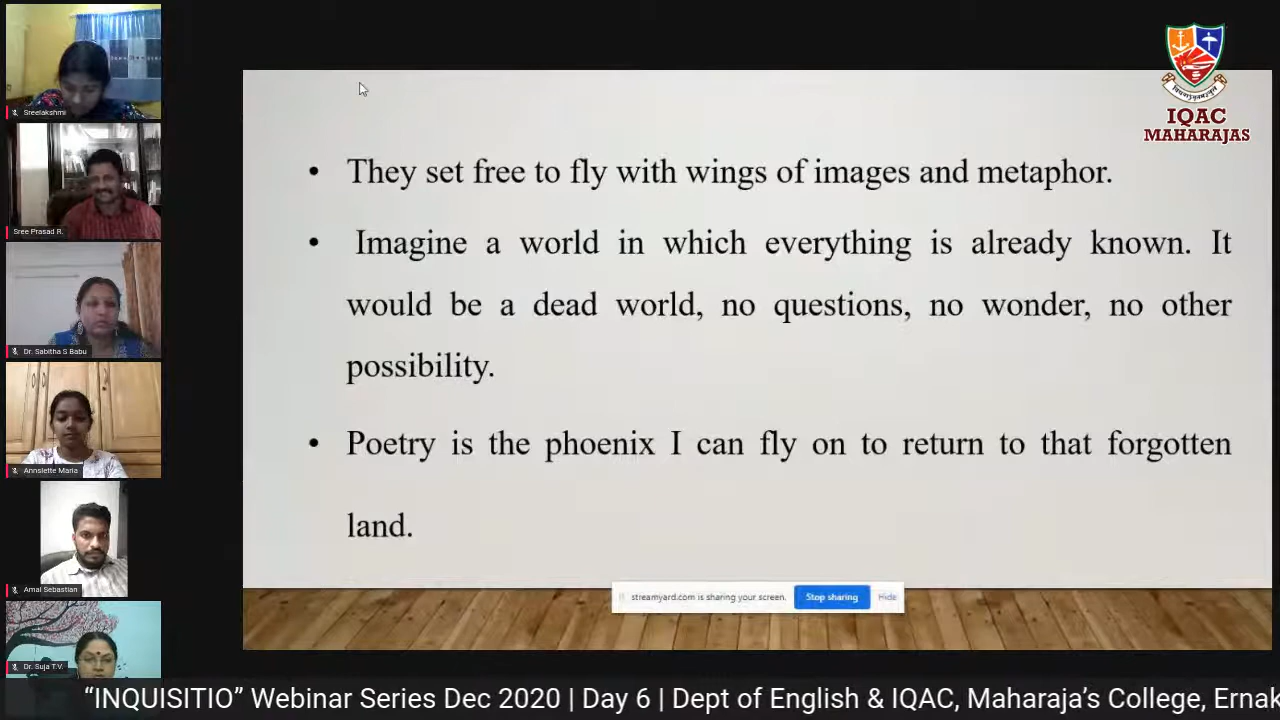 IQAC
MAHARAJAS
Sreelakshmi
Sree Prasad R.
Dr. Sabitha S Babu
Annslette Maria
Amal Sebastian
Dr. Suja T.V.
• They set free to fly with wings of images and metaphor.
• Imagine a world in which everything is already known. It
would be a dead world, no questions, no wonder, no other
possibility.
• Poetry is the phoenix I can fly on to return to that forgotten
land.
streamyard.com is sharing your screen. Stop sharing Hide
“INQUISITIO” Webinar Series Dec 2020 | Day 6 | Dept of English & IQAC, Maharaja’s College, Ernak